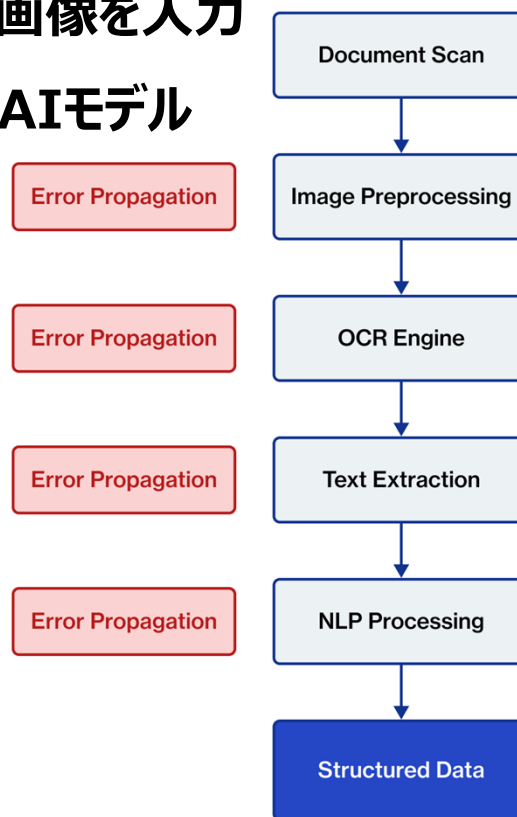 画像を入力
AIモデル
Document Scan
Error Propagation
Image Preprocessing
Error Propagation
OCR Engine
Error Propagation
Text Extraction
Error Propagation
NLP Processing
Structured Data